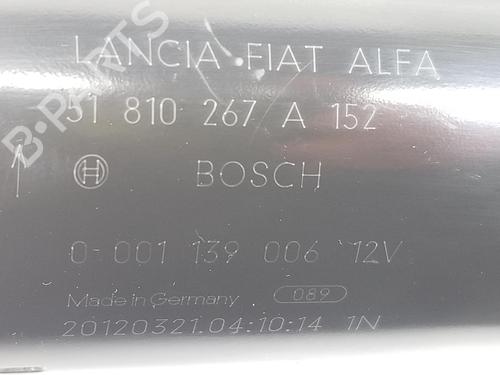 B-PARTS
LANCIA FIAT ALFA
51 810 267 A 152
BOSCH
0 001 139 006 12V
Made in Germany 089
20120321.04:10:14 1N